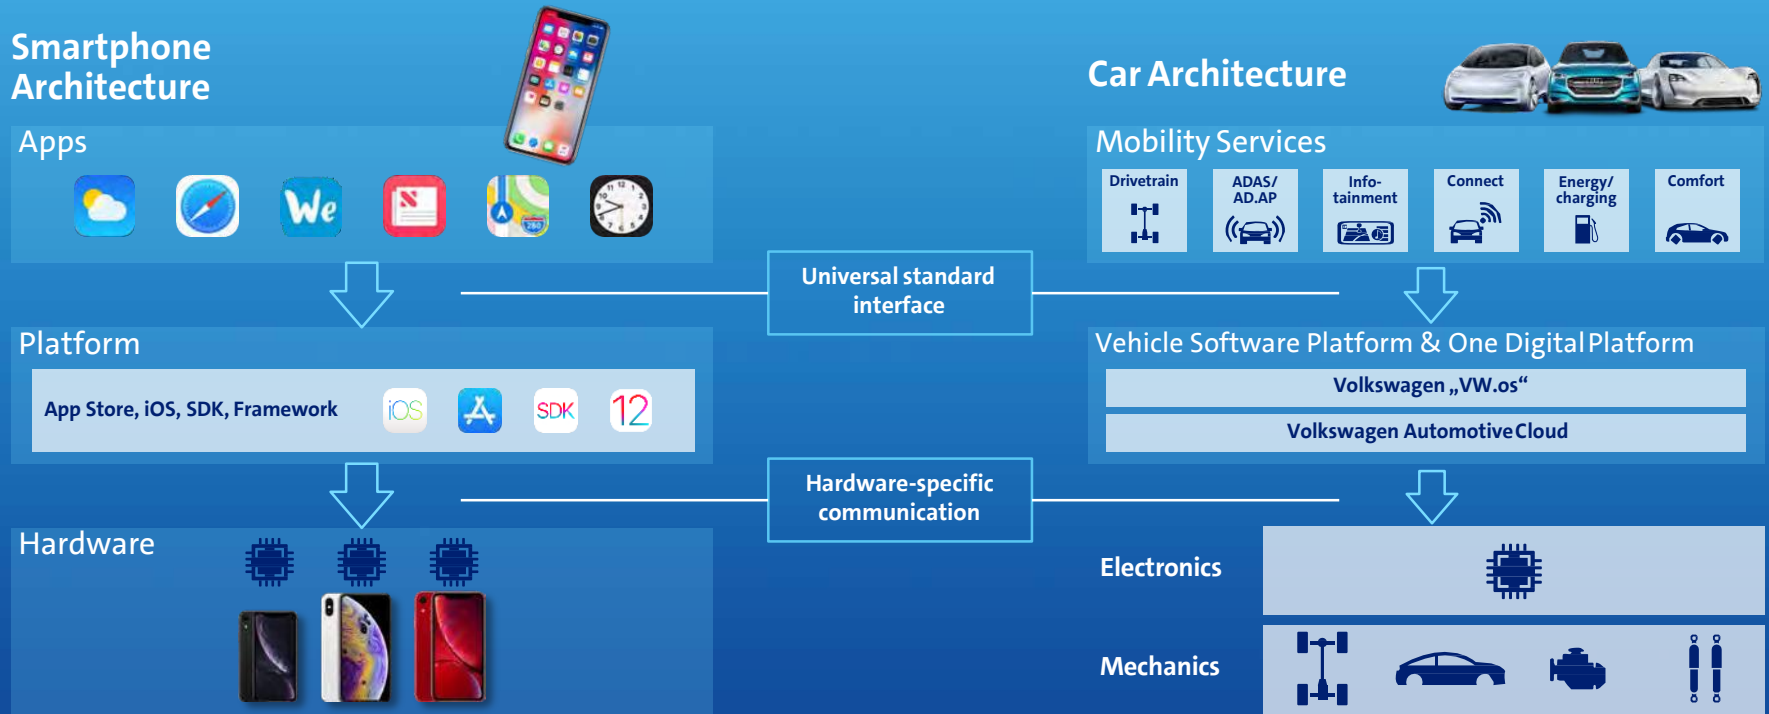 Smartphone
Architecture
Apps
We
280
12
Platform
App Store, iOS, SDK, Framework
iOS
SDK
12
Hardware
Universal standard
interface
Hardware-specific
communication
Car Architecture
Mobility Services
Drivetrain
ADAS/
AD.AP
Info-
tainment
Connect
Energy/
charging
Comfort
Vehicle Software Platform & One Digital Platform
Volkswagen „VW.os“
Volkswagen Automotive Cloud
Electronics
Mechanics